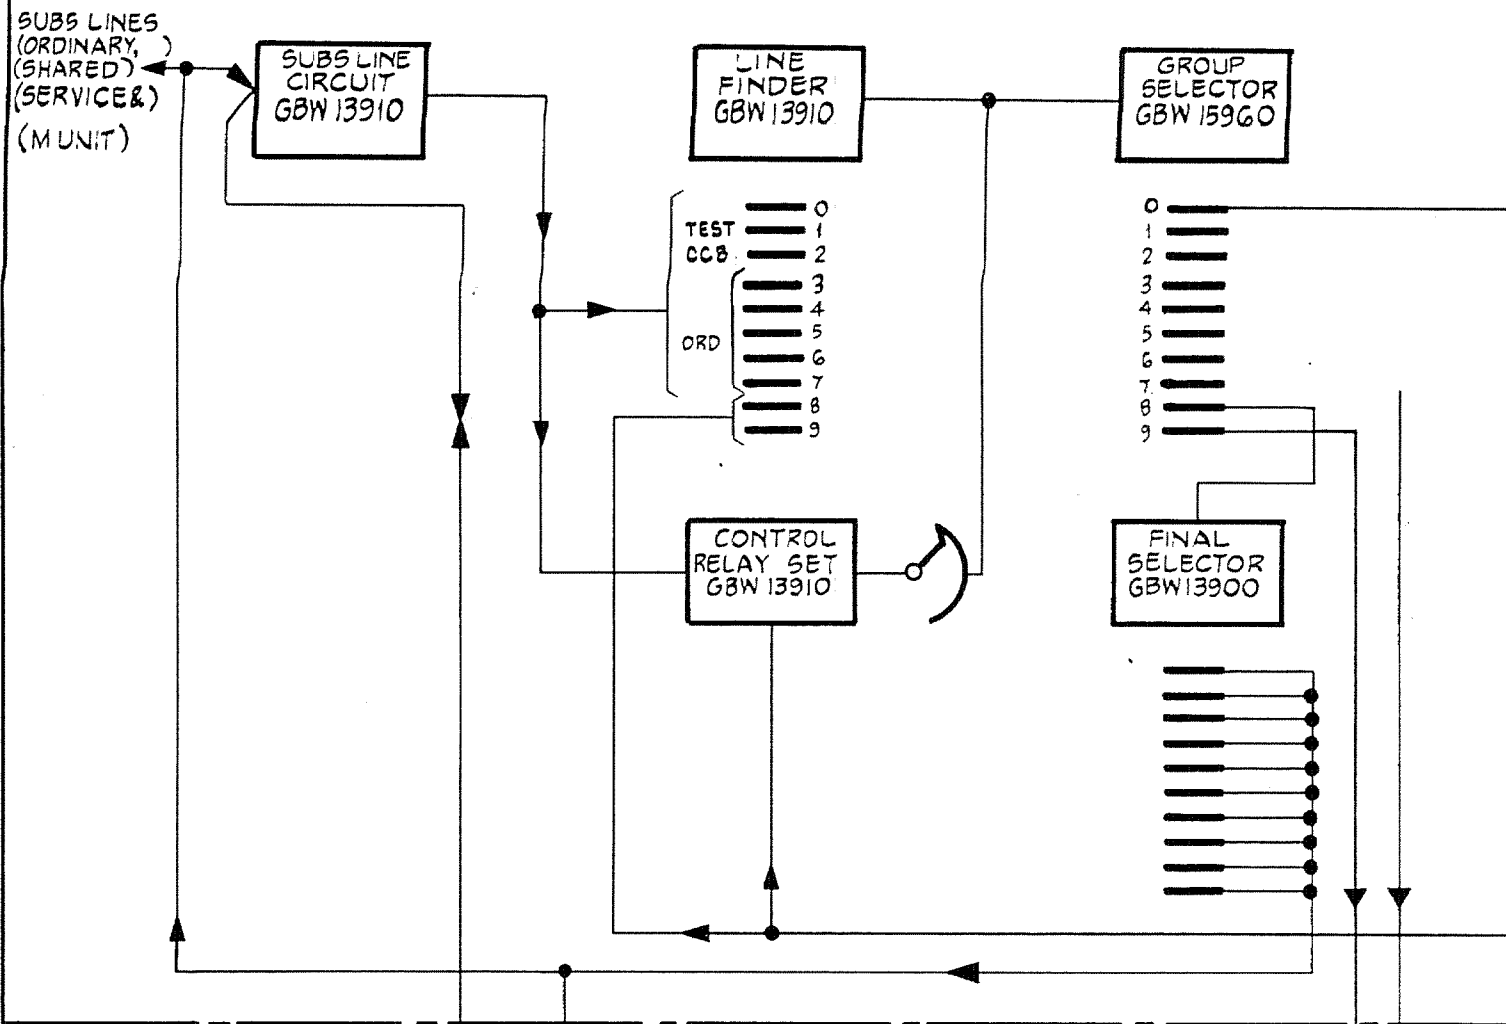 SUBS LINES
(ORDINARY, )
(SHARED )
(SERVICE&)
(M UNIT)
SUBS LINE
CIRCUIT
GBW 13910
LINE
FINDER
GBW 13910
GROUP
SELECTOR
GBW 15960
TEST
CCB
ORD
0
1
2
3
4
5
6
7
8
9
0
1
2
3
4
5
6
7
8
9
CONTROL
RELAY SET
GBW 13910
FINAL
SELECTOR
GBW 13900